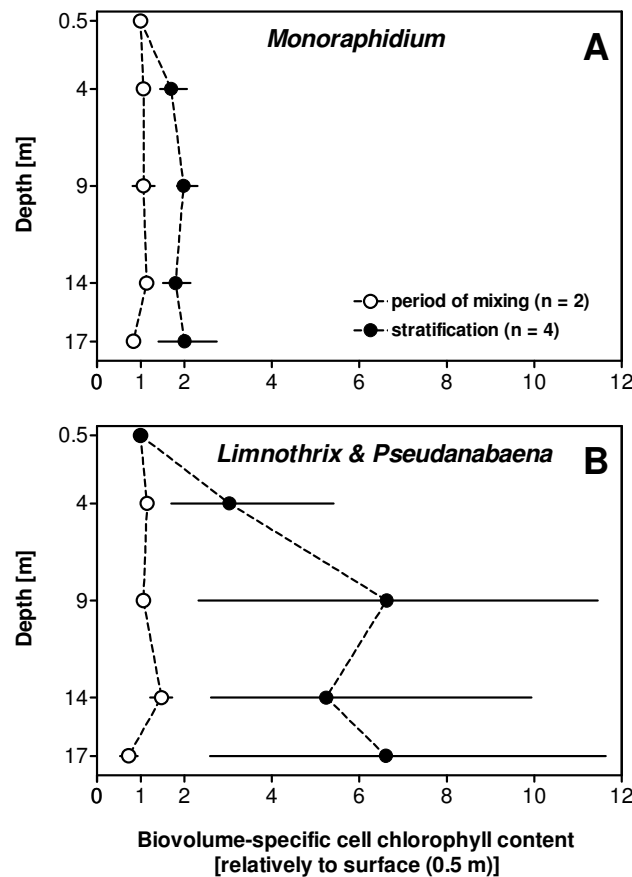 Monoraphidium
A
0.5
4
9
14
17
Depth [m]
period of mixing (n = 2)
stratification (n = 4)
0 1 2 4 6 8 10 12
Limnothrix & Pseudanabaena
B
0.5
4
9
14
17
Depth [m]
0 1 2 4 6 8 10 12
Biovolume-specific cell chlorophyll content
[relatively to surface (0.5 m)]